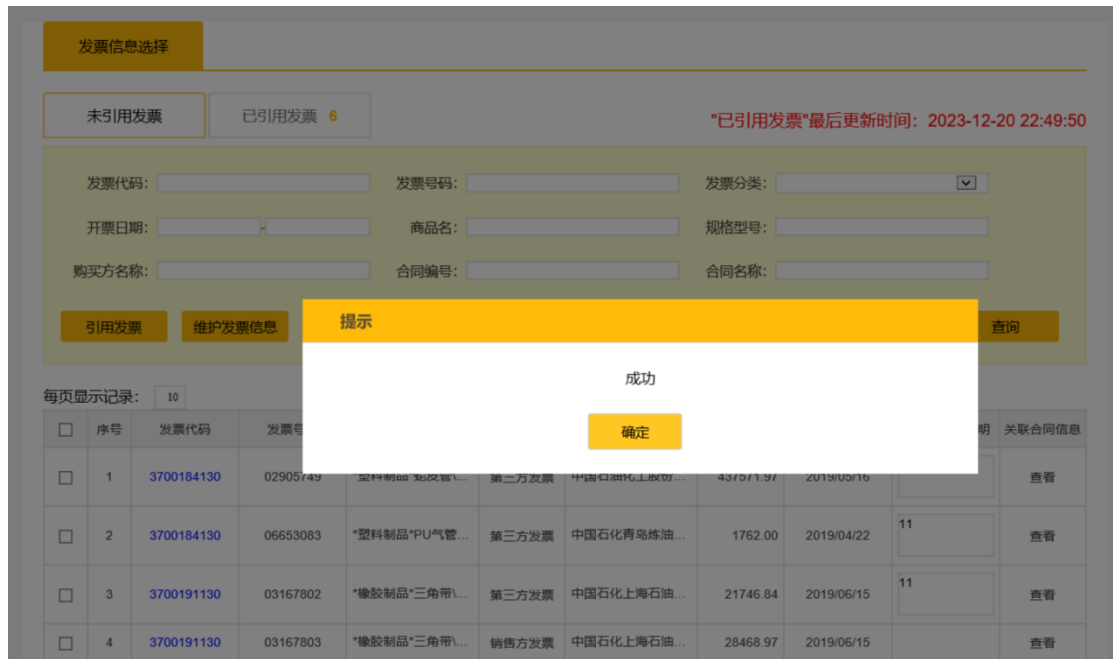 发票信息选择
未引用发票 已引用发票 6 "已引用发票"最后更新时间：2023-12-20 22:49:50
发票代码： 发票号码： 发票分类：
开票日期： - 商品名： 规格型号：
购买方名称： 合同编号： 合同名称：
引用发票 维护发票信息 查询
提示
成功
确定
每页显示记录： 10
序号 发票代码 发票号 明 关联合同信息
1 3700184130 02905749 第三方发票 中国石油化工股份... 437571.97 2019/05/16 查看
2 3700184130 06653083 *塑料制品*PU气管... 第三方发票 中国石化青岛炼油... 1762.00 2019/04/22 11 查看
3 3700191130 03167802 *橡胶制品*三角带\... 第三方发票 中国石化上海石油... 21746.84 2019/06/15 11 查看
4 3700191130 03167803 *橡胶制品*三角带\... 销售方发票 中国石化上海石油... 28468.97 2019/06/15 查看